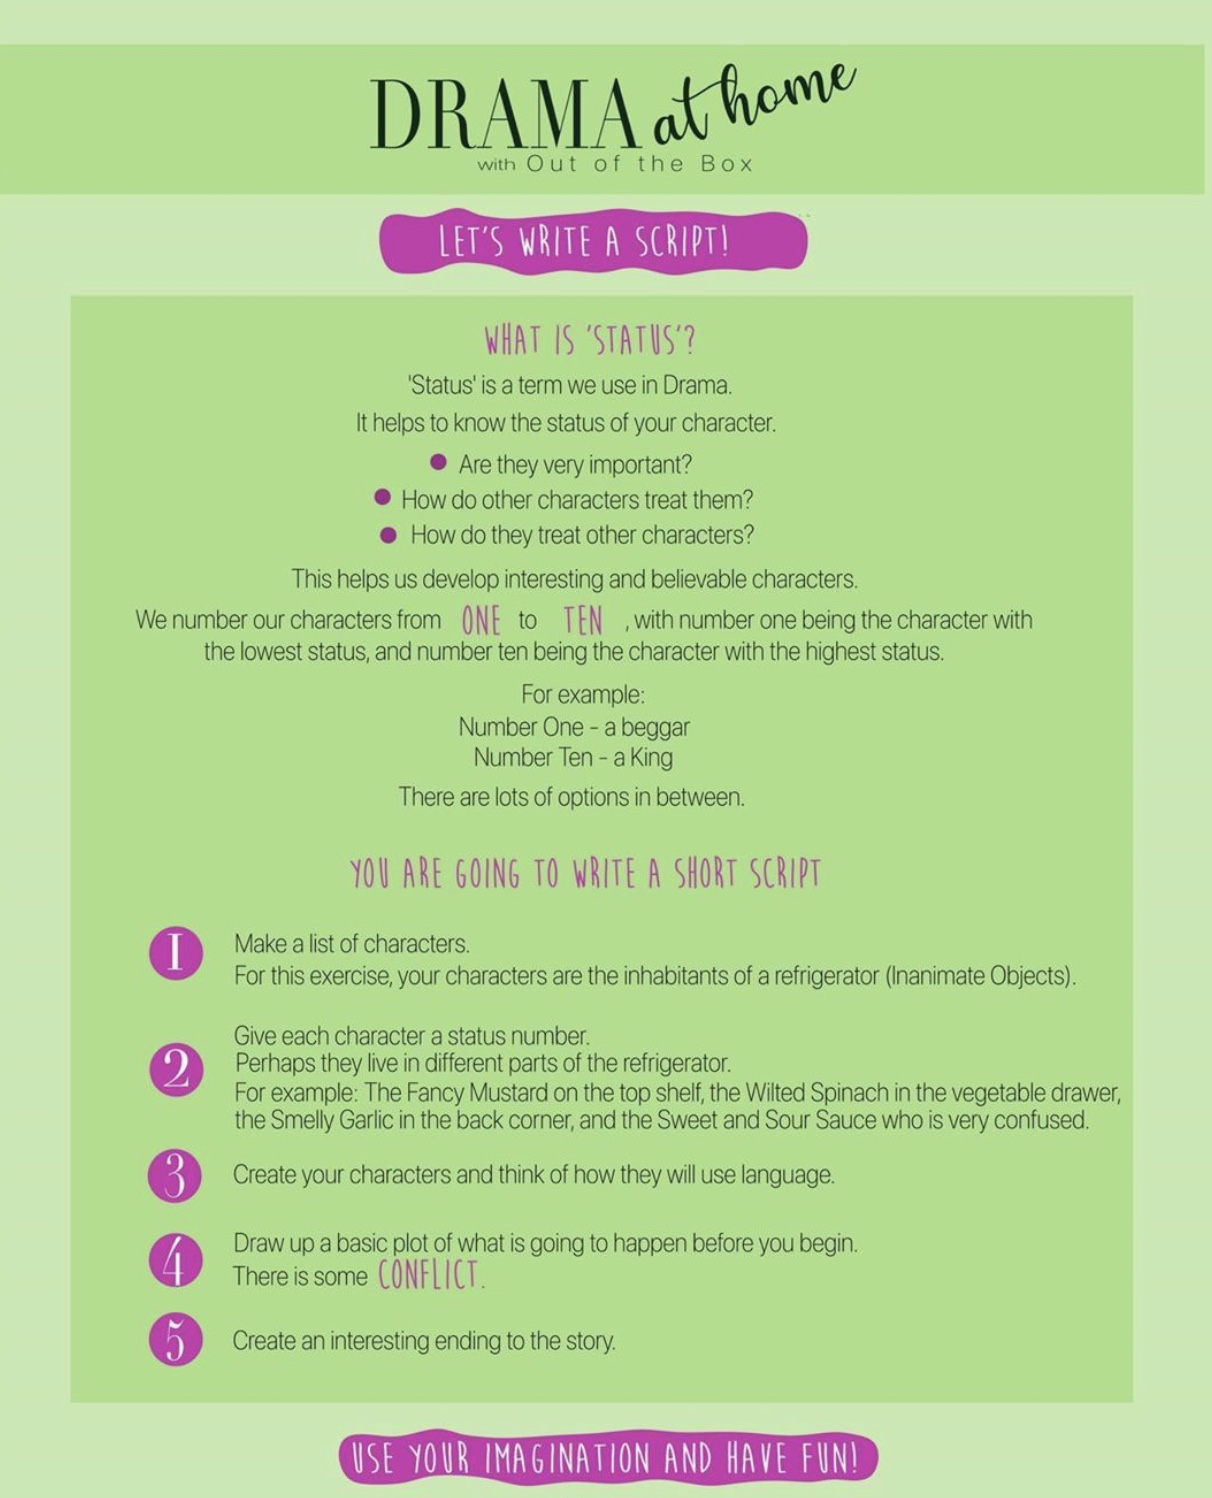 DRAMA at home
with Out of the Box
LET'S WRITE A SCRIPT!
WHAT IS 'STATUS'?
'Status' is a term we use in Drama.
It helps to know the status of your character.
● Are they very important?
● How do other characters treat them?
● How do they treat other characters?
This helps us develop interesting and believable characters.
We number our characters from ONE to TEN , with number one being the character with
the lowest status, and number ten being the character with the highest status.
For example:
Number One - a beggar
Number Ten - a King
There are lots of options in between.
YOU ARE GOING TO WRITE A SHORT SCRIPT
1 Make a list of characters.
For this exercise, your characters are the inhabitants of a refrigerator (Inanimate Objects).
Give each character a status number.
2 Perhaps they live in different parts of the refrigerator.
For example: The Fancy Mustard on the top shelf, the Wilted Spinach in the vegetable drawer,
the Smelly Garlic in the back corner, and the Sweet and Sour Sauce who is very confused.
3 Create your characters and think of how they will use language.
4 Draw up a basic plot of what is going to happen before you begin.
There is some CONFLICT.
5 Create an interesting ending to the story.
USE YOUR IMAGINATION AND HAVE FUN!